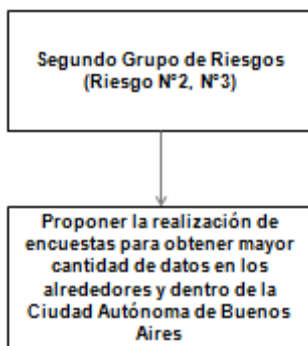 Segundo Grupo de Riesgos
(Riesgo N°2, N°3)
Proponer la realización de
encuestas para obtener mayor
cantidad de datos en los
alrededores y dentro de la
Ciudad Autónoma de Buenos
Aires